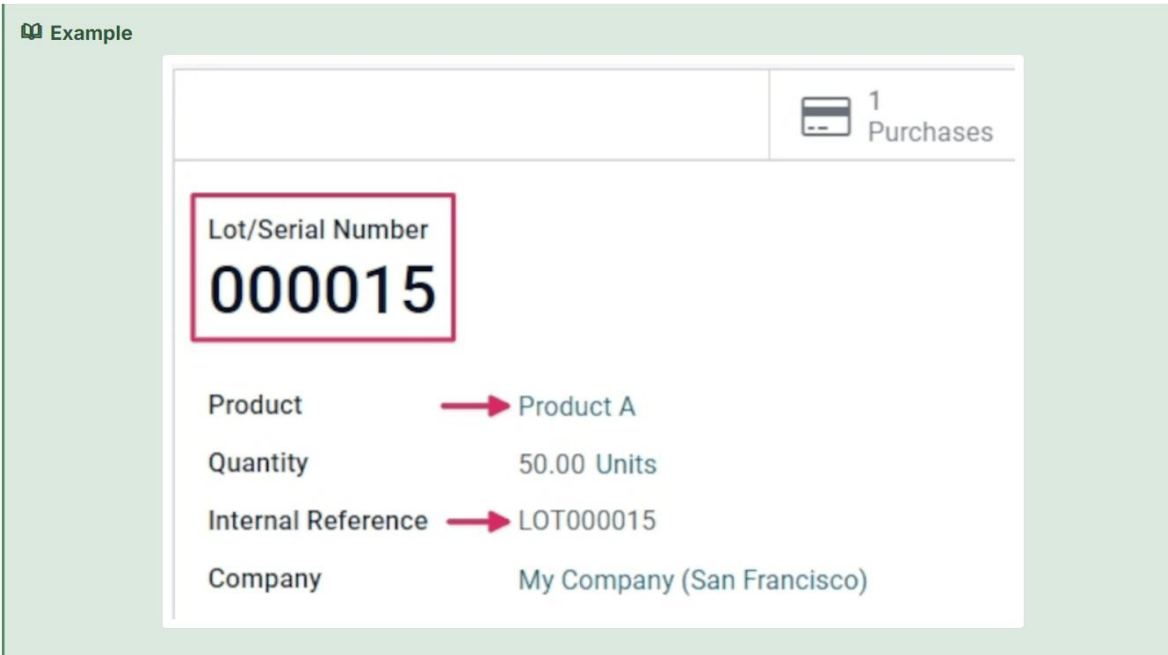 Example
1
Purchases
Lot/Serial Number
000015
Product Product A
Quantity 50.00 Units
Internal Reference LOT000015
Company My Company (San Francisco)